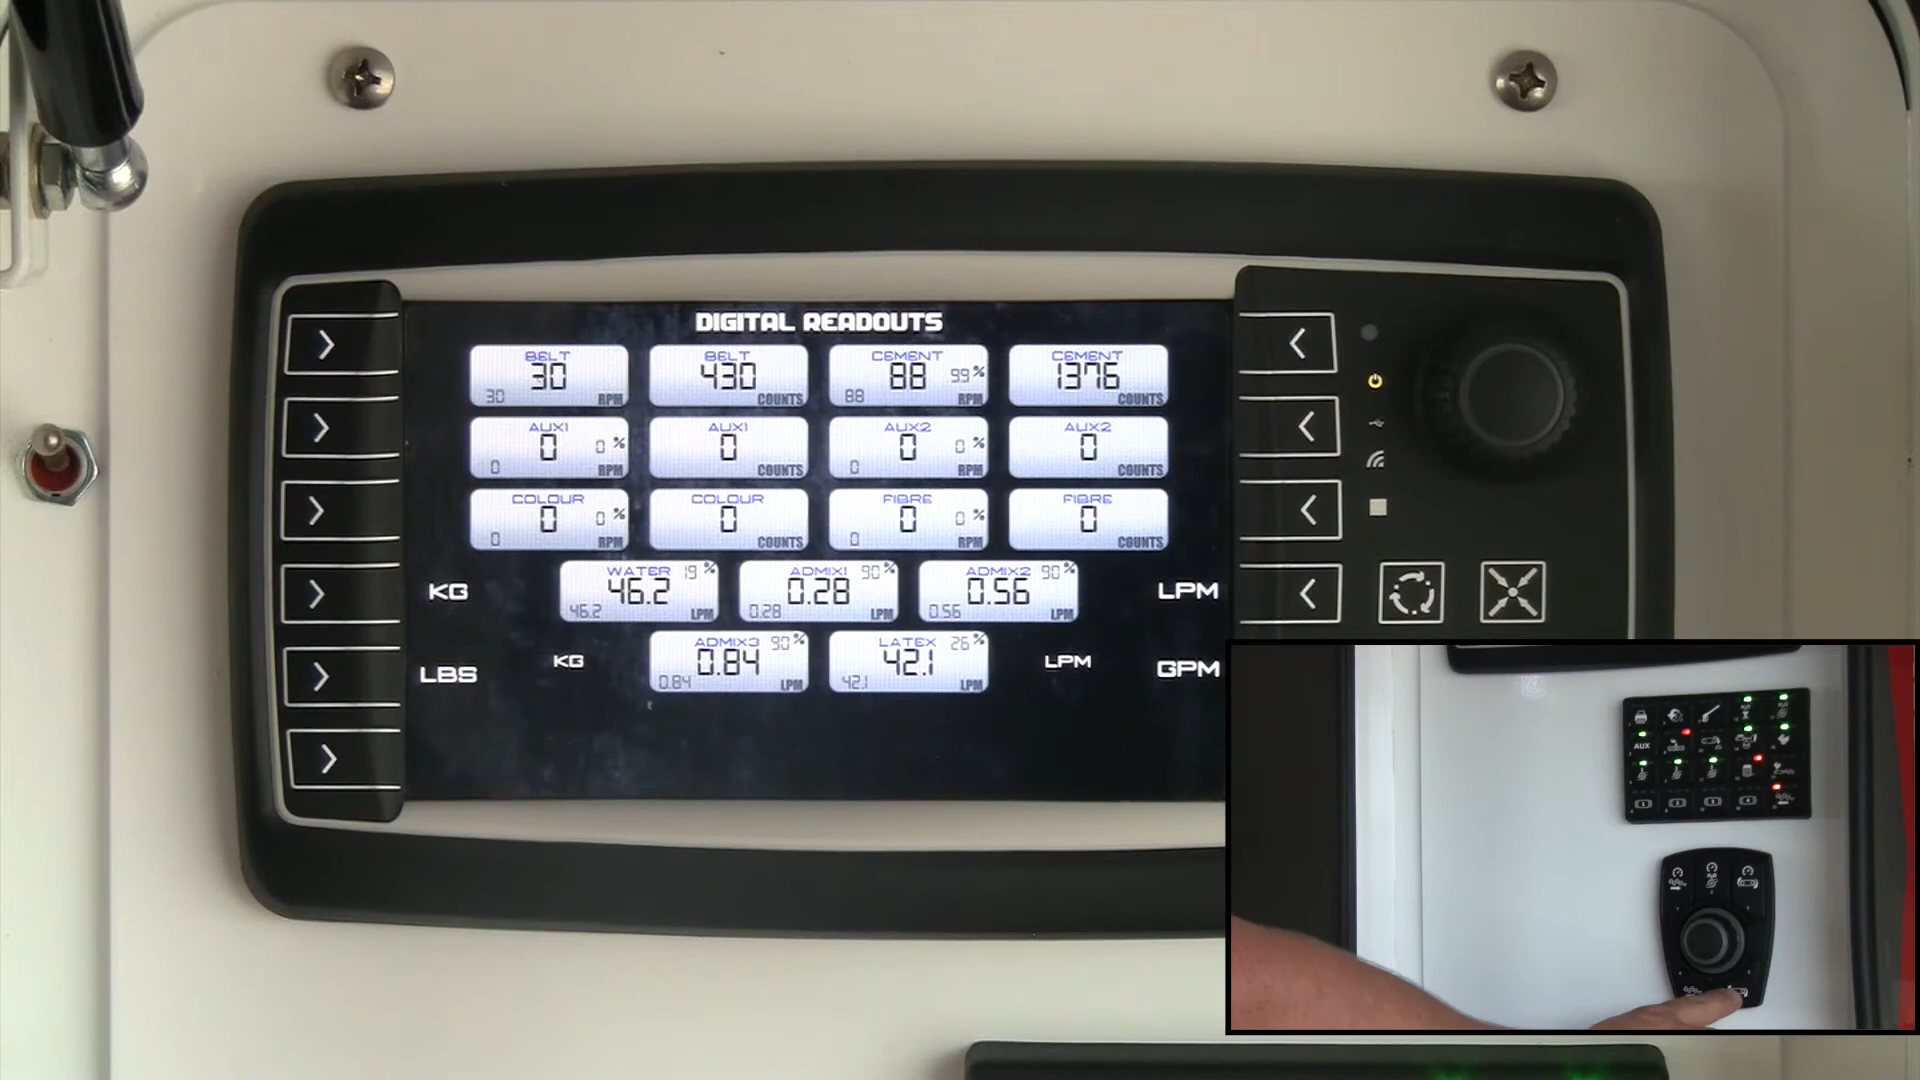 DIGITAL READOUTS
BELT
30
30 RPM
BELT
430
COUNTS
CEMENT
88 99%
88 RPM
CEMENT
1376
COUNTS
AUX1
0 0%
0 RPM
AUX1
0
COUNTS
AUX2
0 0%
0 RPM
AUX2
0
COUNTS
COLOUR
0 0%
0 RPM
COLOUR
0
COUNTS
FIBRE
0 0%
0 RPM
FIBRE
0
COUNTS
KG
WATER 19%
46.2
46.2 LPM
ADMIX1 90%
0.28
0.28 LPM
ADMIX2 90%
0.56
0.56 LPM
LPM
LBS
KG
ADMIX3 90%
0.84
0.84 LPM
LATEX 26%
42.1
42.1 LPM
LPM
GPM
AUX